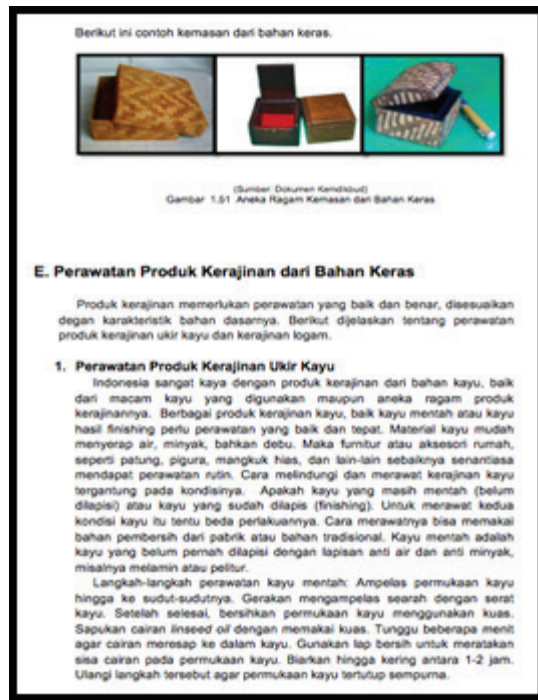 Berikut ini contoh kemasan dari bahan keras.
(Sumber: Dokumen Kemdikbud)
Gambar 1.51 Aneka Ragam Kemasan dari Bahan Keras
E. Perawatan Produk Kerajinan dari Bahan Keras
Produk kerajinan memerlukan perawatan yang baik dan benar, disesuaikan
degan karakteristik bahan dasarnya. Berikut dijelaskan tentang perawatan
produk kerajinan ukir kayu dan kerajinan logam.
1. Perawatan Produk Kerajinan Ukir Kayu
Indonesia sangat kaya dengan produk kerajinan dari bahan kayu, baik
dari macam kayu yang digunakan maupun aneka ragam produk
kerajinannya. Berbagai produk kerajinan kayu, baik kayu mentah atau kayu
hasil finishing perlu perawatan yang baik dan tepat. Material kayu mudah
menyerap air, minyak, bahkan debu. Maka furnitur atau aksesori rumah,
seperti patung, pigura, mangkuk hias, dan lain-lain sebaiknya senantiasa
mendapat perawatan rutin. Cara melindungi dan merawat kerajinan kayu
tergantung pada kondisinya. Apakah kayu yang masih mentah (belum
dilapisi) atau kayu yang sudah dilapis (finishing). Untuk merawat kedua
kondisi kayu itu tentu beda perlakuannya. Cara merawatnya bisa memakai
bahan pembersih dari pabrik atau bahan tradisional. Kayu mentah adalah
kayu yang belum pernah dilapisi dengan lapisan anti air dan anti minyak,
misalnya melamin atau pelitur.
Langkah-langkah perawatan kayu mentah: Ampelas permukaan kayu
hingga ke sudut-sudutnya. Gerakan mengampelas searah dengan serat
kayu. Setelah selesai, bersihkan permukaan kayu menggunakan kuas.
Sapukan cairan linseed oil dengan memakai kuas. Tunggu beberapa menit
agar cairan meresap ke dalam kayu. Gunakan lap bersih untuk meratakan
sisa cairan pada permukaan kayu. Biarkan hingga kering antara 1-2 jam.
Ulangi langkah tersebut agar permukaan kayu tertutup sempurna.